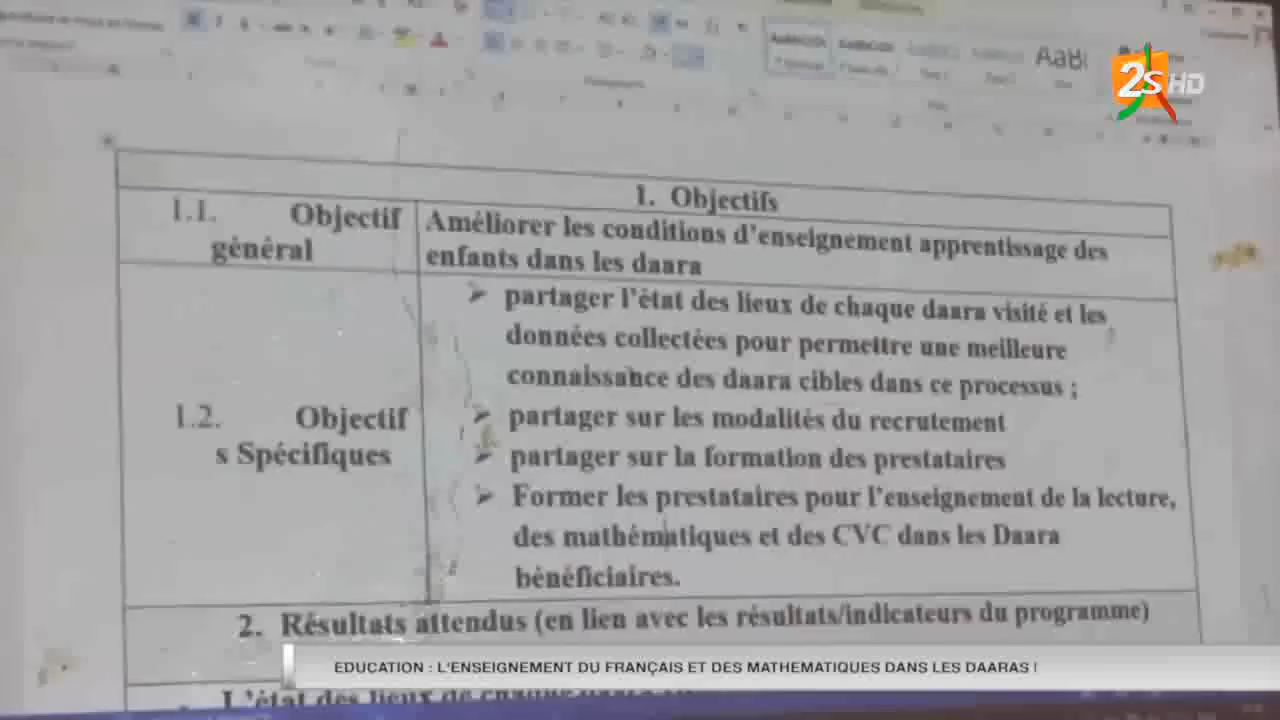 AaBl
2s HD
1. Objectifs
1.1. Objectif
général
Améliorer les conditions d'enseignement apprentissage des
enfants dans les daara
1.2. Objectif
s Spécifiques
➢ partager l'état des lieux de chaque daara visité et les
données collectées pour permettre une meilleure
connaissance des daara cibles dans ce processus ;
➢ partager sur les modalités du recrutement
➢ partager sur la formation des prestataires
➢ Former les prestataires pour l'enseignement de la lecture,
des mathématiques et des CVC dans les Daara
bénéficiaires.
2. Résultats attendus (en lien avec les résultats/indicateurs du programme)
EDUCATION : L'ENSEIGNEMENT DU FRANÇAIS ET DES MATHEMATIQUES DANS LES DAARAS !
L'état des lieux de